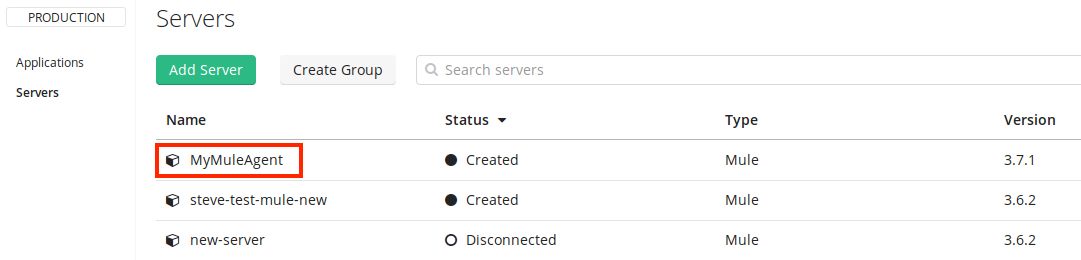 PRODUCTION
Applications
Servers
Servers
Add Server Create Group Search servers
Name Status Type Version
MyMuleAgent Created Mule 3.7.1
steve-test-mule-new Created Mule 3.6.2
new-server Disconnected Mule 3.6.2